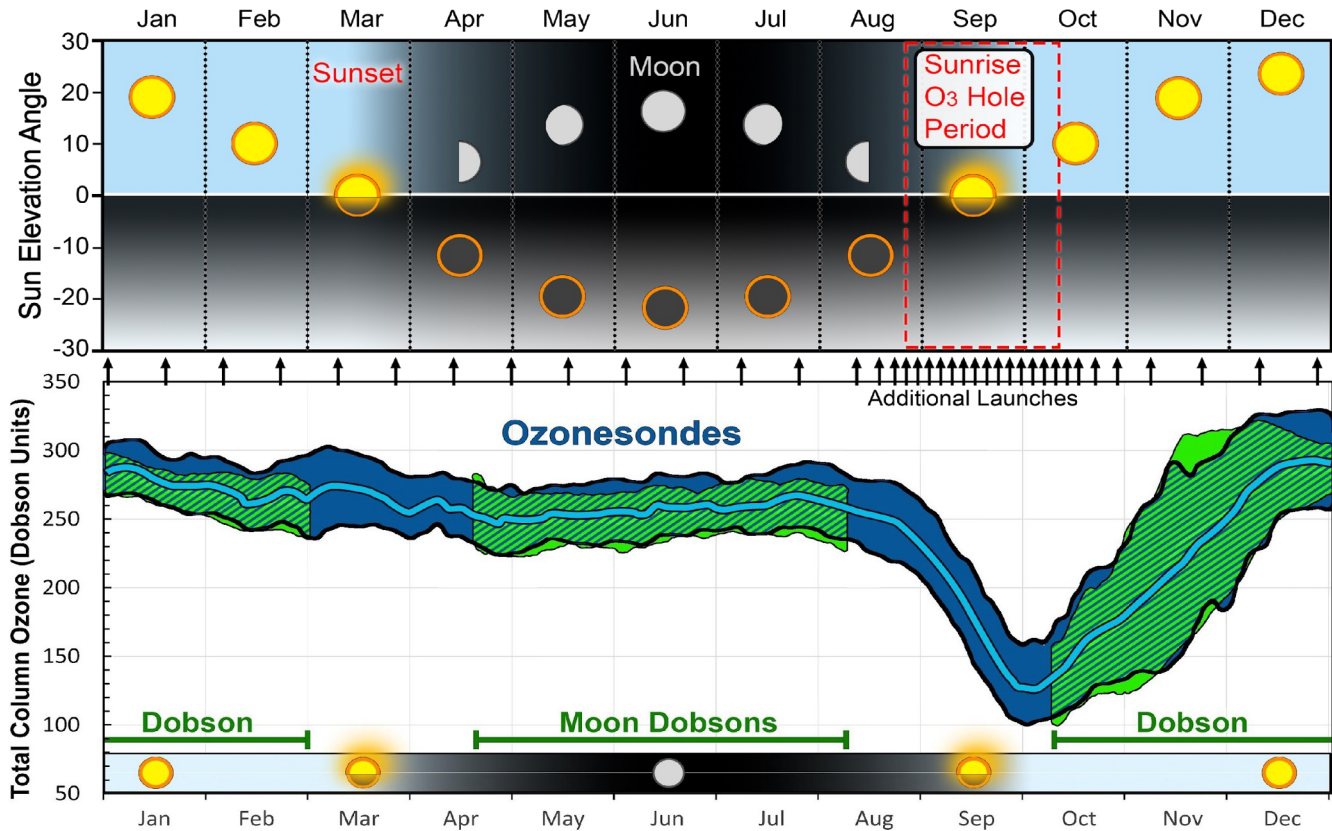 Jan Feb Mar Apr May Jun Jul Aug Sep Oct Nov Dec
Sun Elevation Angle
30
20
10
0
-10
-20
-30
Sunset
Moon
Sunrise
O3 Hole
Period
Additional Launches
Total Column Ozone (Dobson Units)
350
300
250
200
150
100
50
Ozonesondes
Dobson
Moon Dobsons
Dobson
Jan Feb Mar Apr May Jun Jul Aug Sep Oct Nov Dec